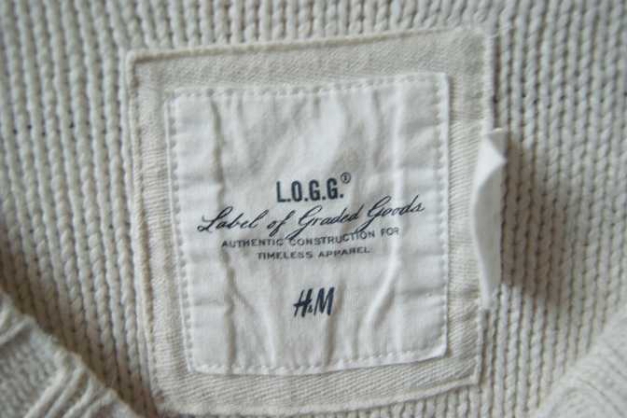 L.O.G.G.®
Label of Graded Goods
AUTHENTIC CONSTRUCTION FOR
TIMELESS APPAREL.
H&M